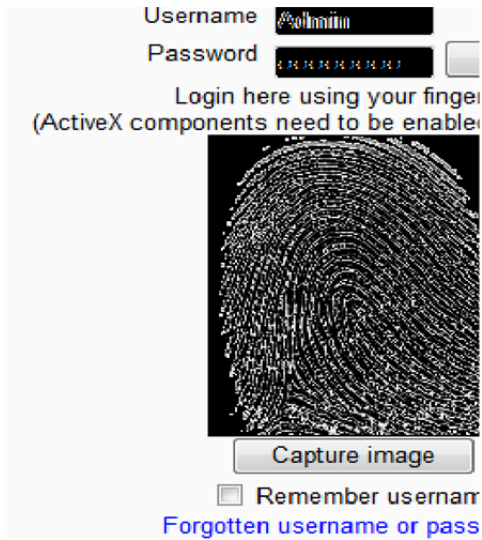 Username Admin
Password
Login here using your finger
(ActiveX components need to be enabled
Capture image
Remember usernam
Forgotten username or pass